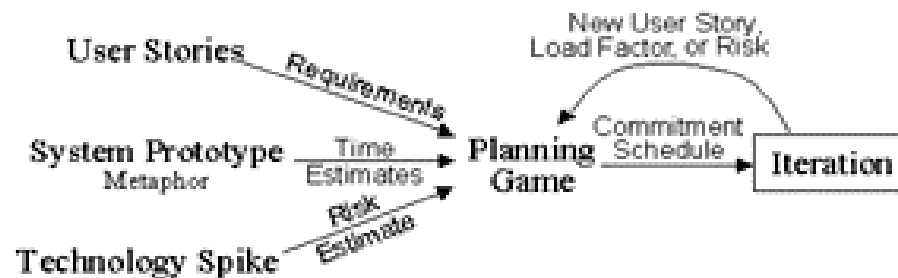 New User Story,
Load Factor, or Risk
User Stories
Requirements
Commitment
Schedule
System Prototype
Metaphor
Time
Estimates
Planning
Game
Iteration
Risk
Estimate
Technology Spike